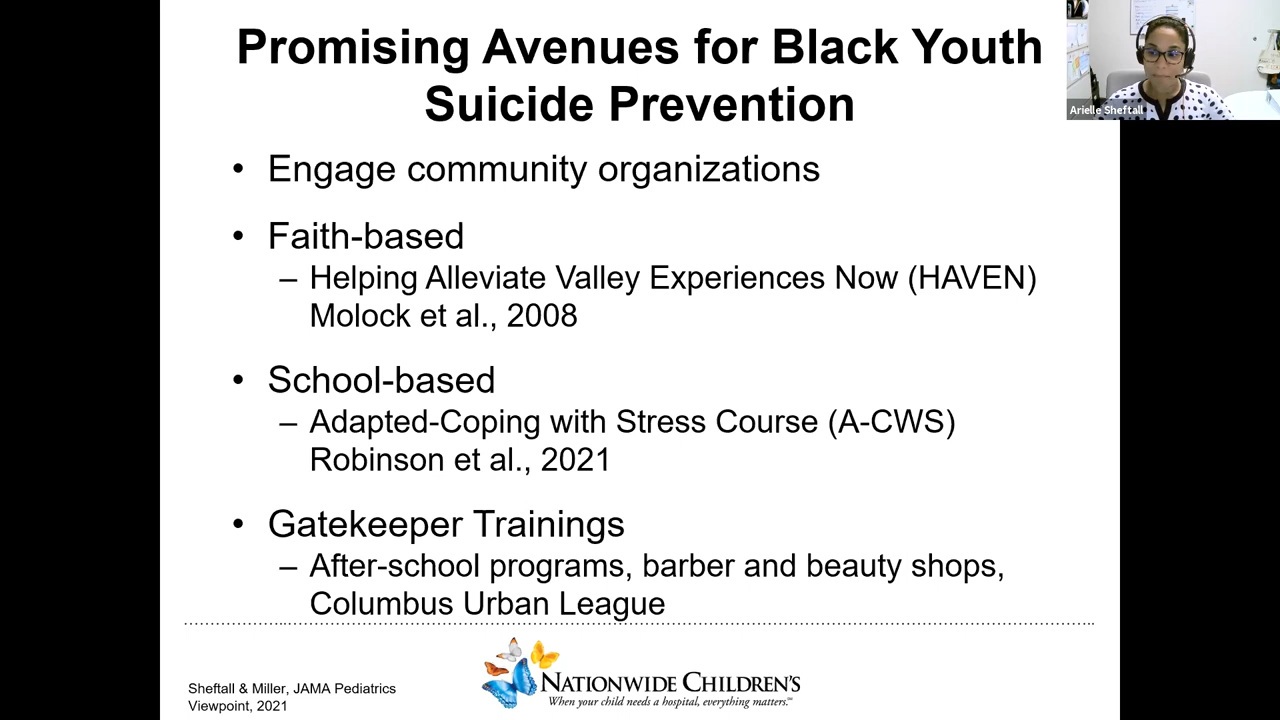 Promising Avenues for Black Youth
Suicide Prevention
• Engage community organizations
• Faith-based
– Helping Alleviate Valley Experiences Now (HAVEN)
Molock et al., 2008
• School-based
– Adapted-Coping with Stress Course (A-CWS)
Robinson et al., 2021
• Gatekeeper Trainings
– After-school programs, barber and beauty shops,
Columbus Urban League
Sheftall & Miller, JAMA Pediatrics
Viewpoint, 2021
NATIONWIDE CHILDREN'S
When your child needs a hospital, everything matters.℠
Arielle Sheftall